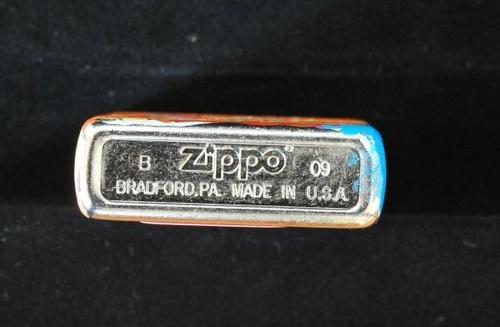 B Zippo® 09
BRADFORD,PA. MADE IN U.S.A.